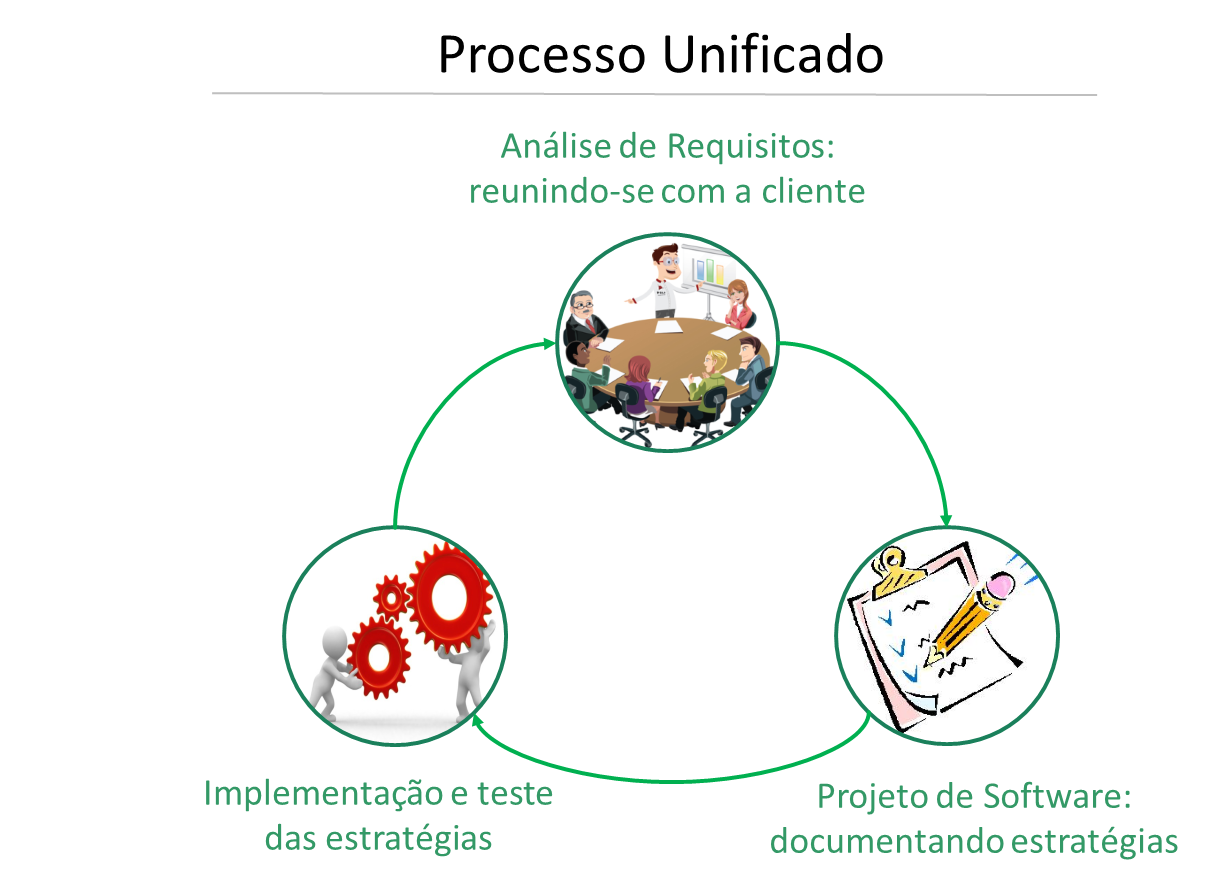 Processo Unificado
Análise de Requisitos:
reunindo-se com a cliente
Implementação e teste
das estratégias
Projeto de Software:
documentando estratégias